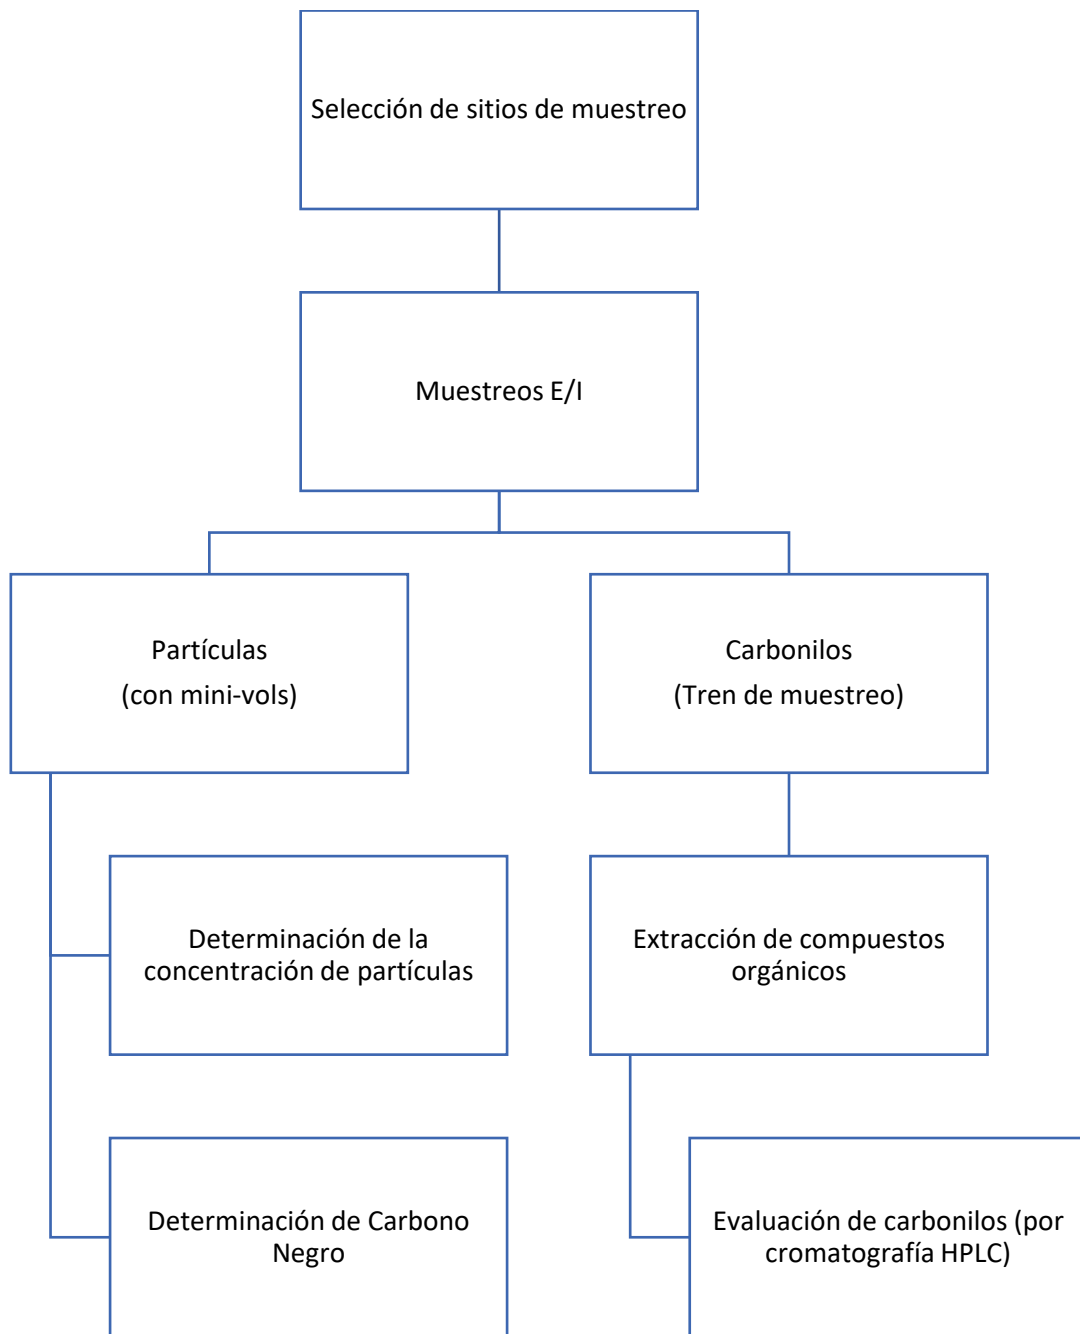 Selección de sitios de muestreo
Muestreos E/I
Partículas
(con mini-vols)
Carbonilos
(Tren de muestreo)
Determinación de la
concentración de partículas
Extracción de compuestos
orgánicos
Determinación de Carbono
Negro
Evaluación de carbonilos (por
cromatografía HPLC)